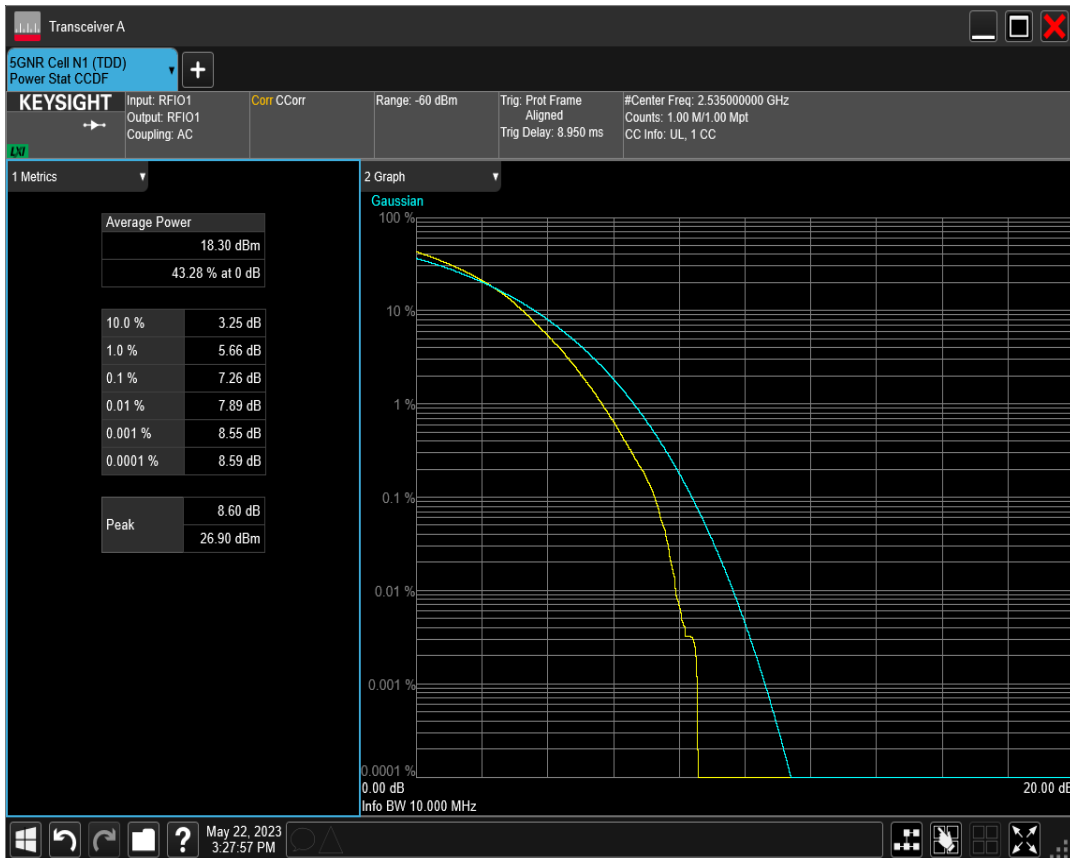 Transceiver A
5GNR Cell N1 (TDD)
Power Stat CCDF
+
KEYSIGHT
LXI
Input: RFIO1
Output: RFIO1
Coupling: AC
Corr CCorr
Range: -60 dBm
Trig: Prot Frame
Aligned
Trig Delay: 8.950 ms
#Center Freq: 2.535000000 GHz
Counts: 1.00 M/1.00 Mpt
CC Info: UL, 1 CC
1 Metrics
Average Power
18.30 dBm
43.28 % at 0 dB
10.0 % 3.25 dB
1.0 % 5.66 dB
0.1 % 7.26 dB
0.01 % 7.89 dB
0.001 % 8.55 dB
0.0001 % 8.59 dB
Peak 8.60 dB
26.90 dBm
2 Graph
Gaussian
100 %
10 %
1 %
0.1 %
0.01 %
0.001 %
0.0001 %
0.00 dB 20.00 dB
Info BW 10.000 MHz
?
May 22, 2023
3:27:57 PM